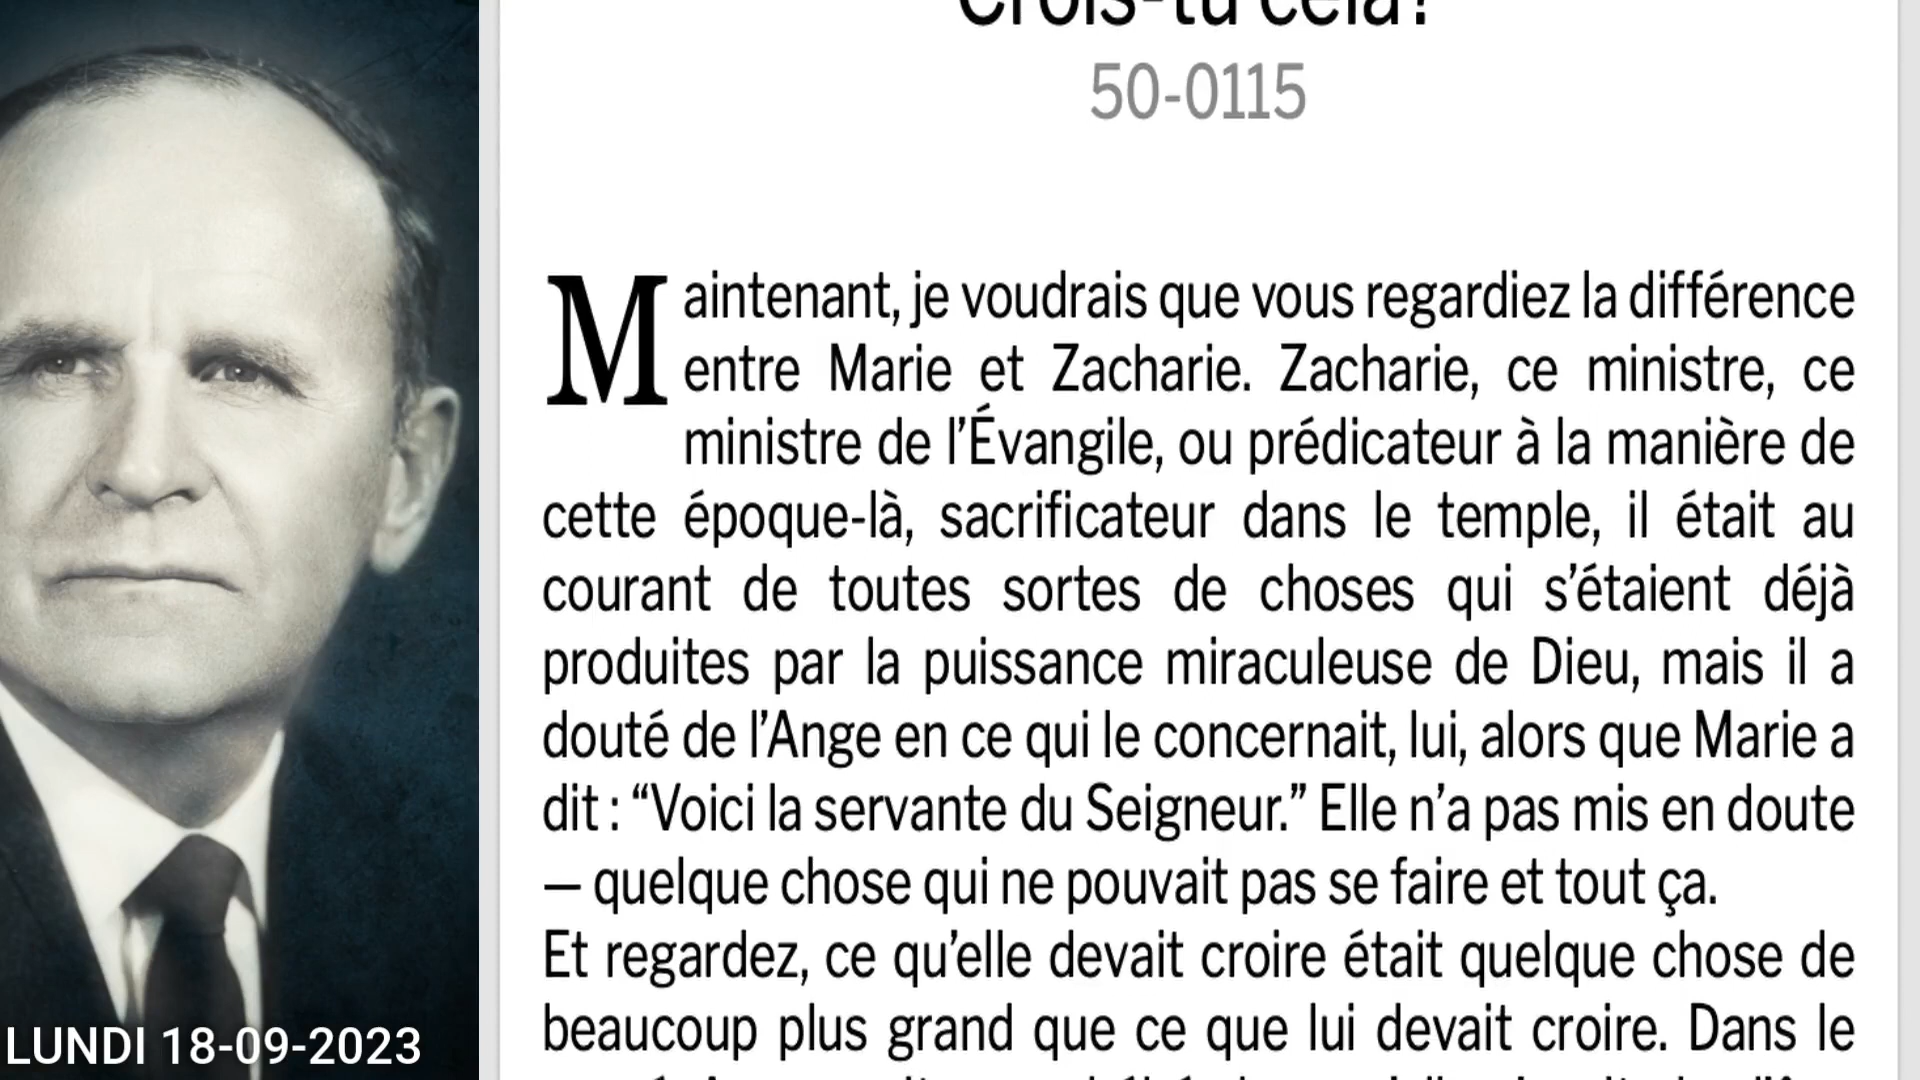 Crois-tu cela?
50-0115
Maintenant, je voudrais que vous regardiez la différence
entre Marie et Zacharie. Zacharie, ce ministre, ce
ministre de l’Évangile, ou prédicateur à la manière de
cette époque-là, sacrificateur dans le temple, il était au
courant de toutes sortes de choses qui s’étaient déjà
produites par la puissance miraculeuse de Dieu, mais il a
douté de l’Ange en ce qui le concernait, lui, alors que Marie a
dit : “Voici la servante du Seigneur.” Elle n’a pas mis en doute
— quelque chose qui ne pouvait pas se faire et tout ça.
Et regardez, ce qu’elle devait croire était quelque chose de
beaucoup plus grand que ce que lui devait croire. Dans le
LUNDI 18-09-2023